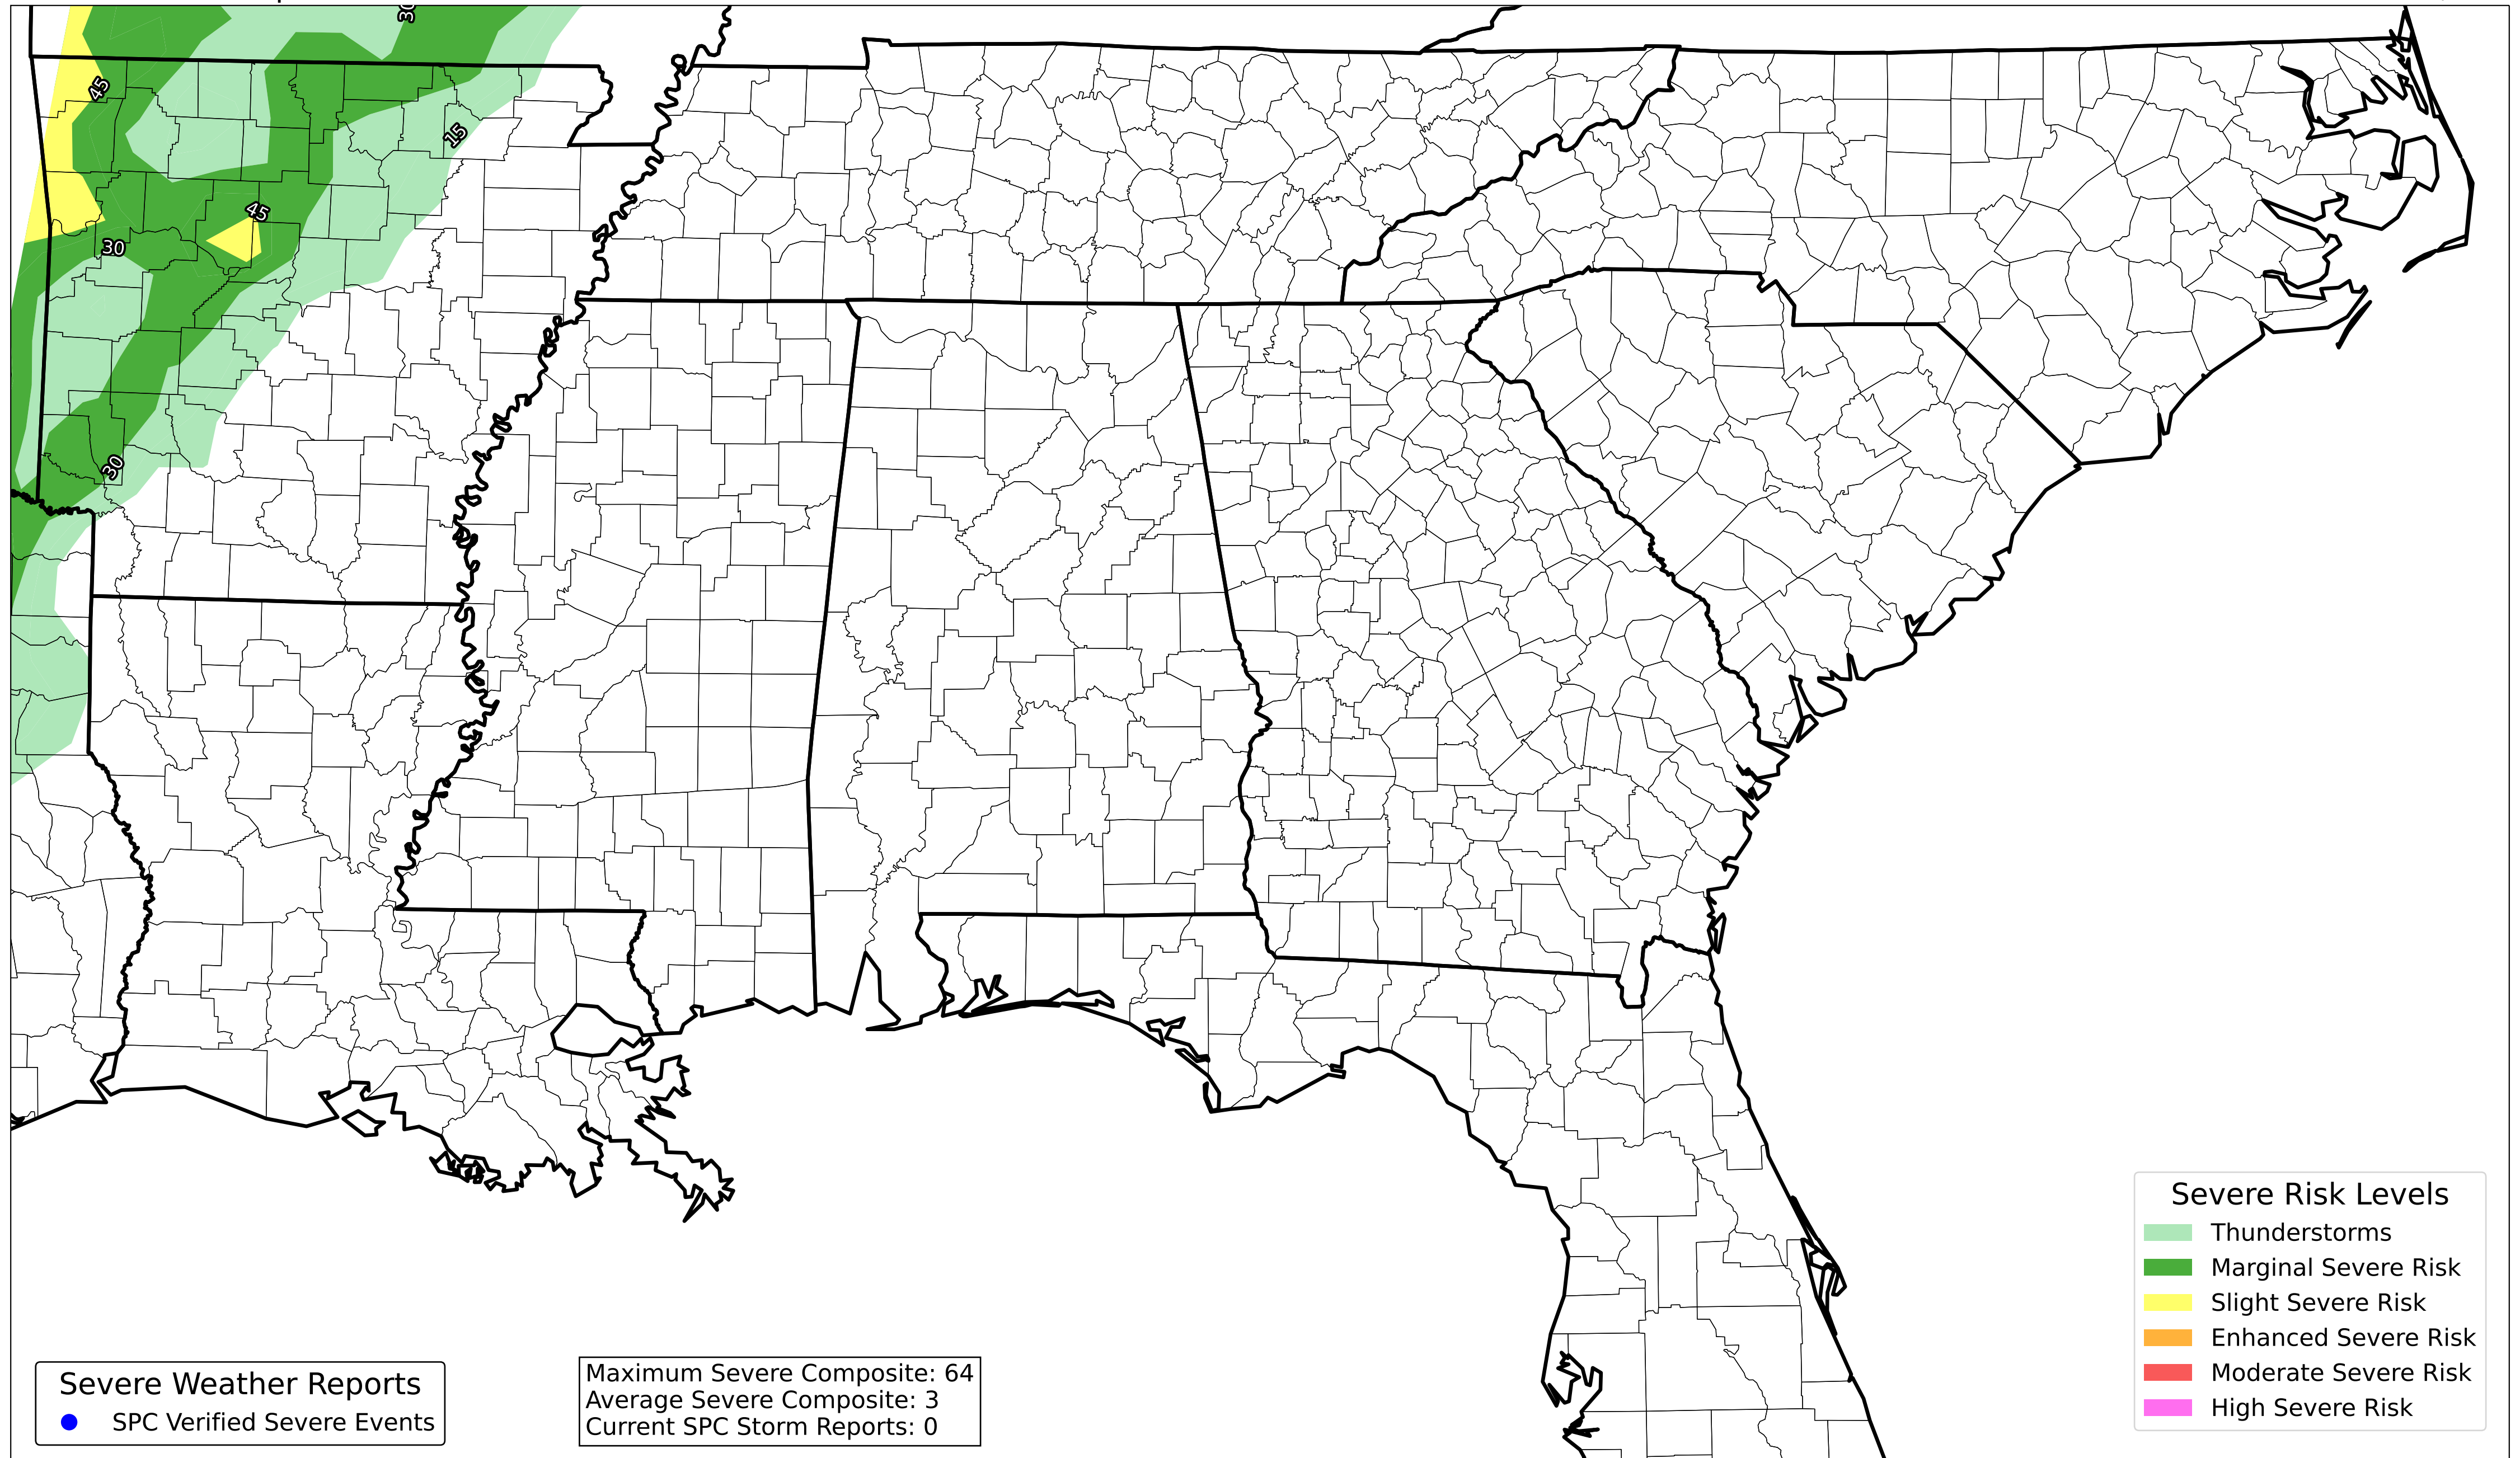 30
45
15
45
30
30
Severe Risk Levels
Thunderstorms
Marginal Severe Risk
Slight Severe Risk
Enhanced Severe Risk
Moderate Severe Risk
High Severe Risk
Severe Weather Reports
SPC Verified Severe Events
Maximum Severe Composite: 64
Average Severe Composite: 3
Current SPC Storm Reports: 0